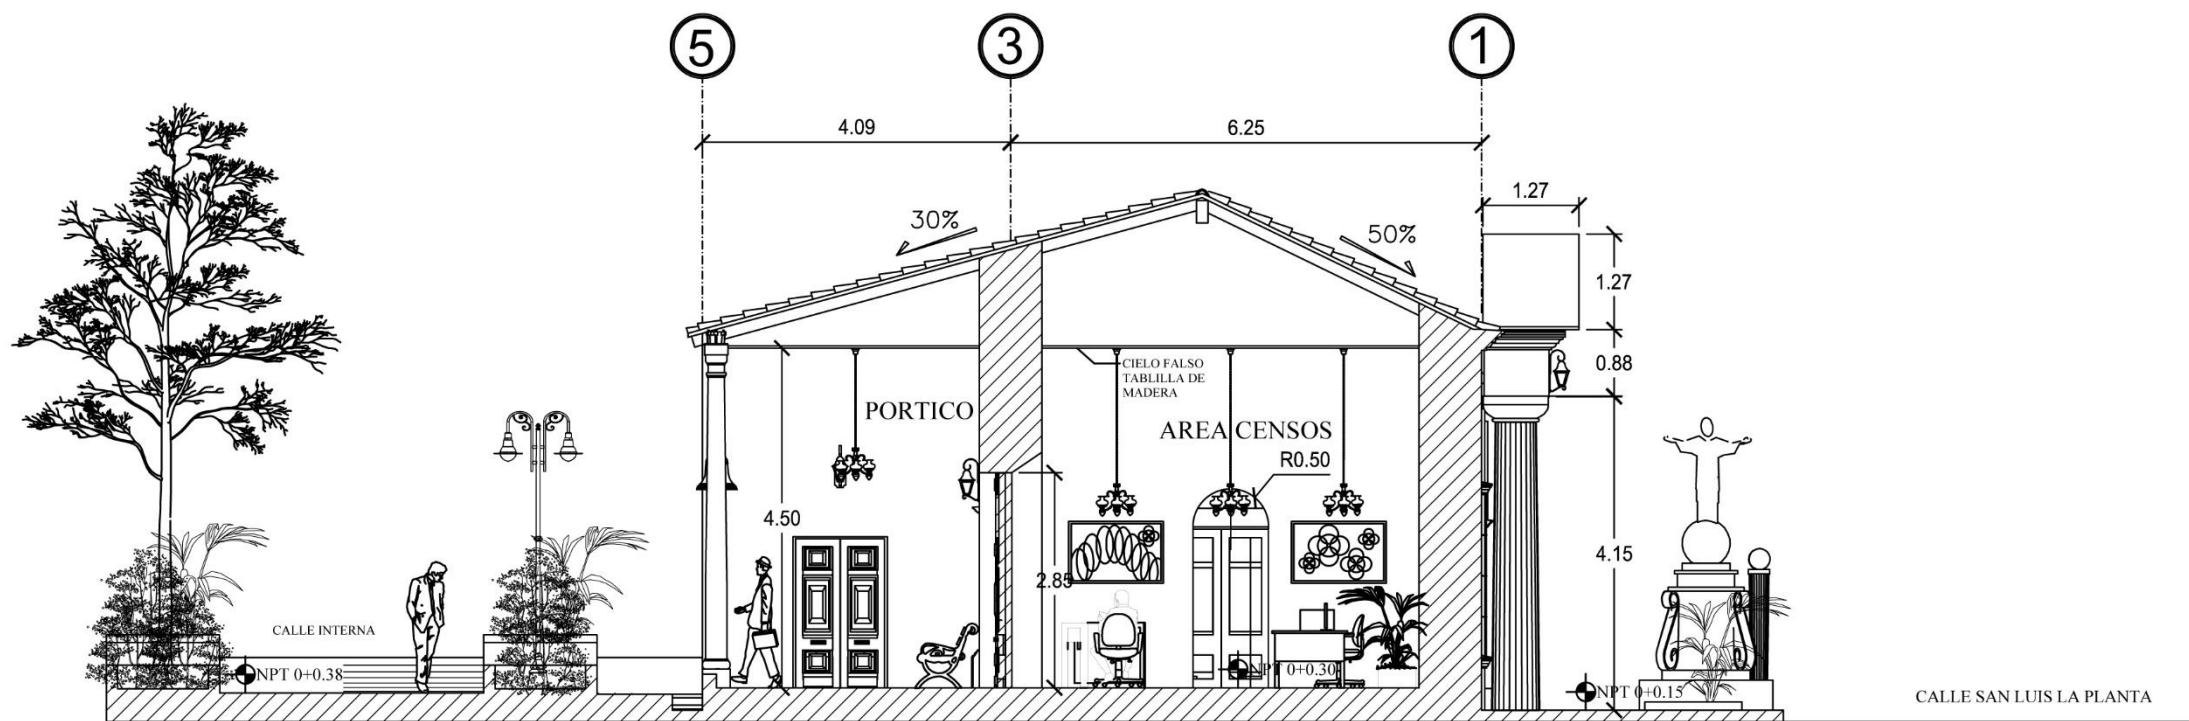 5
3
1
4.09
6.25
1.27
30%
50%
1.27
0.88
CIELO FALSO
TABLILLA DE
MADERA
PORTICO
AREA CENSOS
R0.50
4.50
4.15
2.85
CALLE INTERNA
NPT 0+0.38
NPT 0+0.30
NPT 0+0.15
CALLE SAN LUIS LA PLANTA